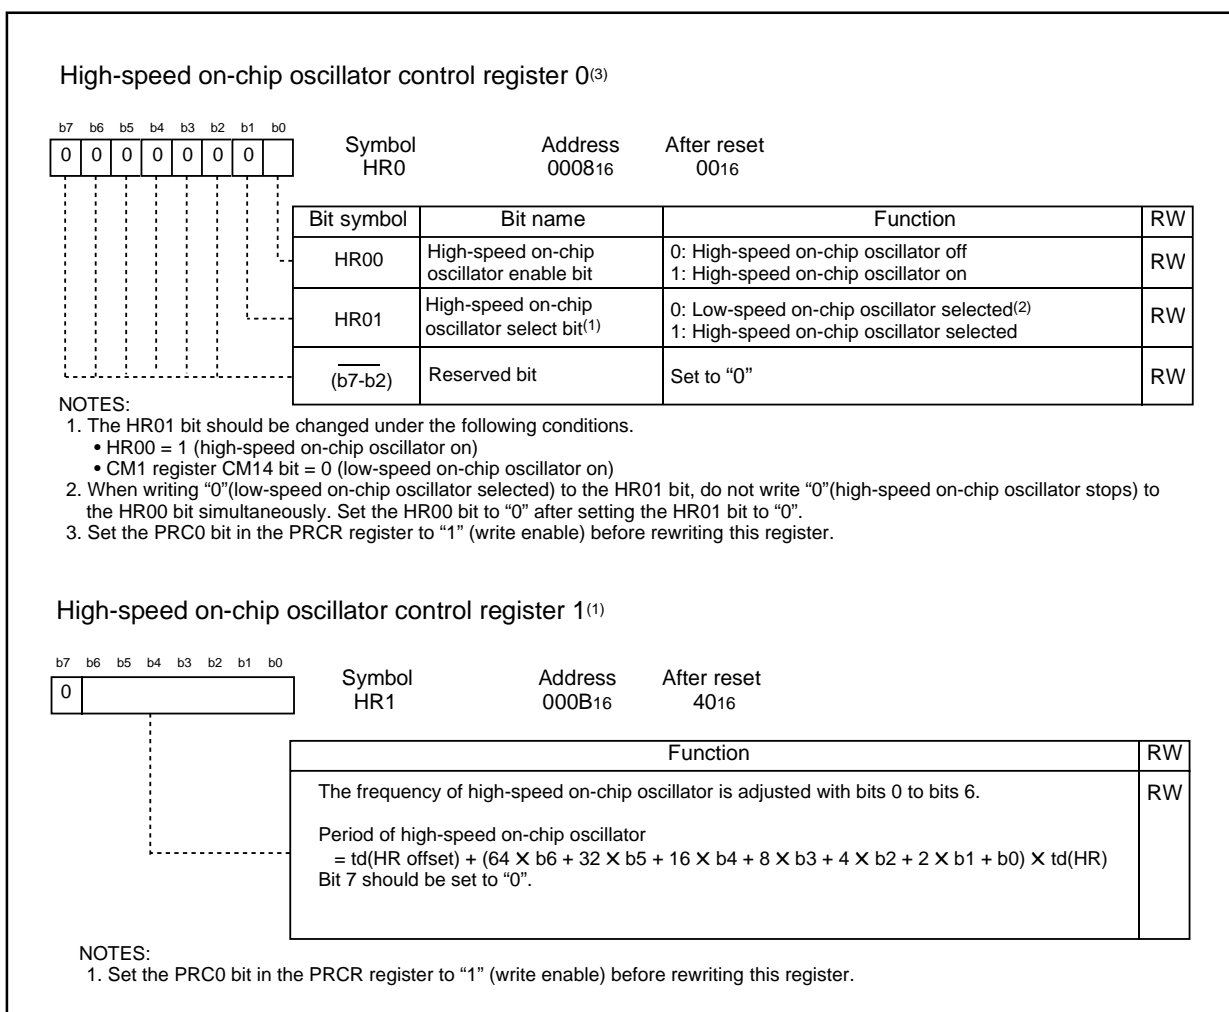 High-speed on-chip oscillator control register 0(3)
b7 b6 b5 b4 b3 b2 b1 b0
0 0 0 0 0 0 0
Symbol Address After reset
HR0 000816 0016
Bit symbol Bit name Function RW
HR00 High-speed on-chip oscillator enable bit 0: High-speed on-chip oscillator off RW
1: High-speed on-chip oscillator on
HR01 High-speed on-chip oscillator select bit(1) 0: Low-speed on-chip oscillator selected(2) RW
1: High-speed on-chip oscillator selected
(b7-b2) Reserved bit Set to “0” RW
NOTES:
1. The HR01 bit should be changed under the following conditions.
• HR00 = 1 (high-speed on-chip oscillator on)
• CM1 register CM14 bit = 0 (low-speed on-chip oscillator on)
2. When writing “0”(low-speed on-chip oscillator selected) to the HR01 bit, do not write “0”(high-speed on-chip oscillator stops) to
the HR00 bit simultaneously. Set the HR00 bit to “0” after setting the HR01 bit to “0”.
3. Set the PRC0 bit in the PRCR register to “1” (write enable) before rewriting this register.
High-speed on-chip oscillator control register 1(1)
b7 b6 b5 b4 b3 b2 b1 b0
0
Symbol Address After reset
HR1 000B16 4016
Function RW
The frequency of high-speed on-chip oscillator is adjusted with bits 0 to bits 6. RW
Period of high-speed on-chip oscillator
= td(HR offset) + (64 X b6 + 32 X b5 + 16 X b4 + 8 X b3 + 4 X b2 + 2 X b1 + b0) X td(HR)
Bit 7 should be set to “0”.
NOTES:
1. Set the PRC0 bit in the PRCR register to “1” (write enable) before rewriting this register.